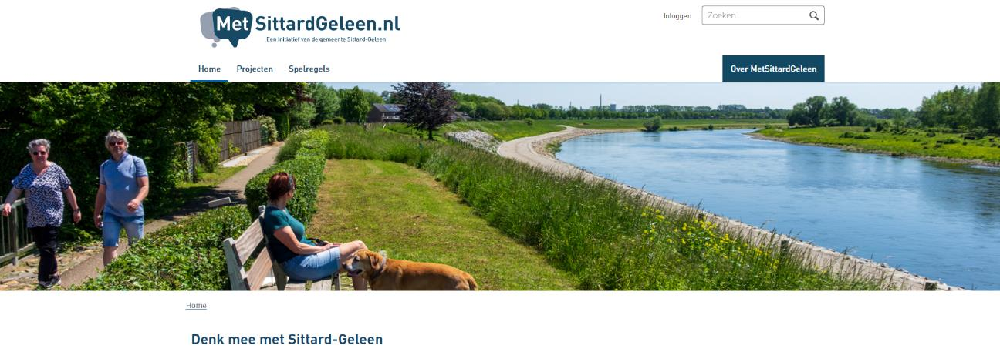 Met SittardGeleen.nl
Een initiatief van de gemeente Sittard-Geleen
Inloggen
Zoeken
Home
Projecten
Spelregels
Over MetSittardGeleen
Home
Denk mee met Sittard-Geleen